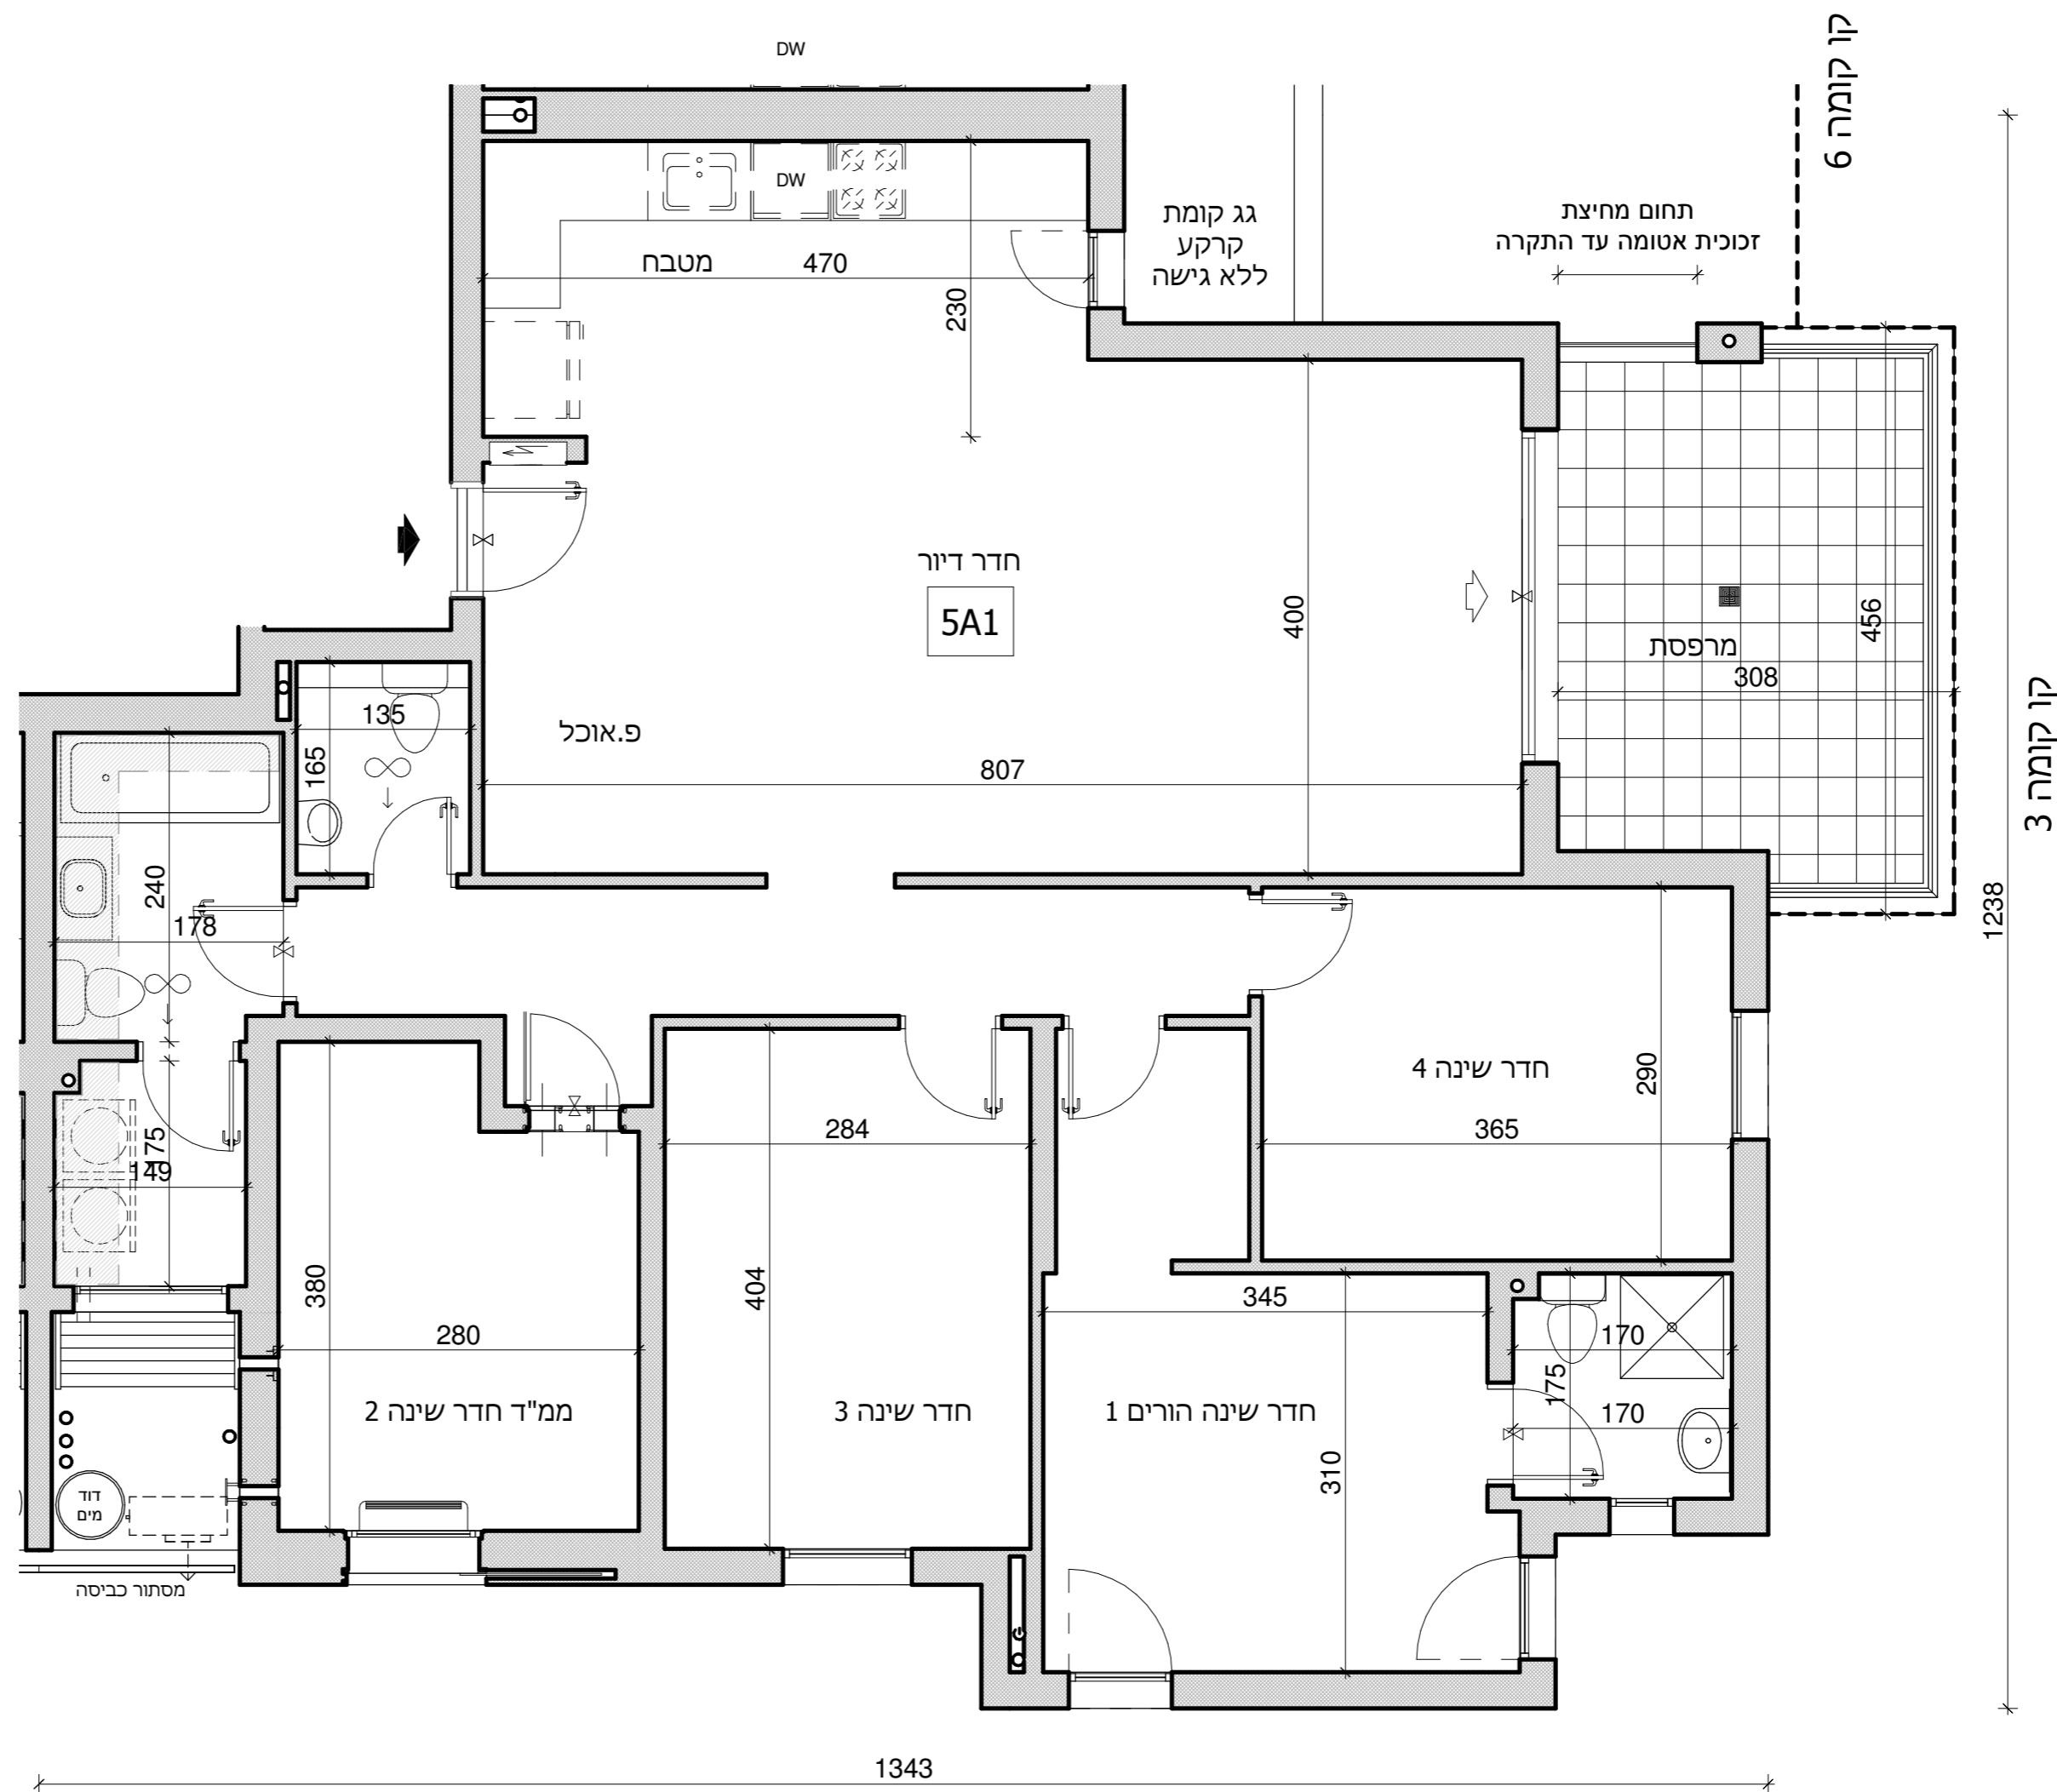 DW
קו קומה 6
DW
גג קומת
קרקע
ללא גישה
תחום מחיצת
זכוכית אטומה עד התקרה
מטבח
470
230
חדר דיור
5A1
400
456
מרפסת
308
קו קומה 3
135
165
פ.אוכל
807
240
178
1238
חדר שינה 4
290
365
284
175
149
380
404
345
280
170
175
170
ממ"ד חדר שינה 2
חדר שינה 3
חדר שינה הורים 1
310
דוד
מים
מסתור כביסה
1343